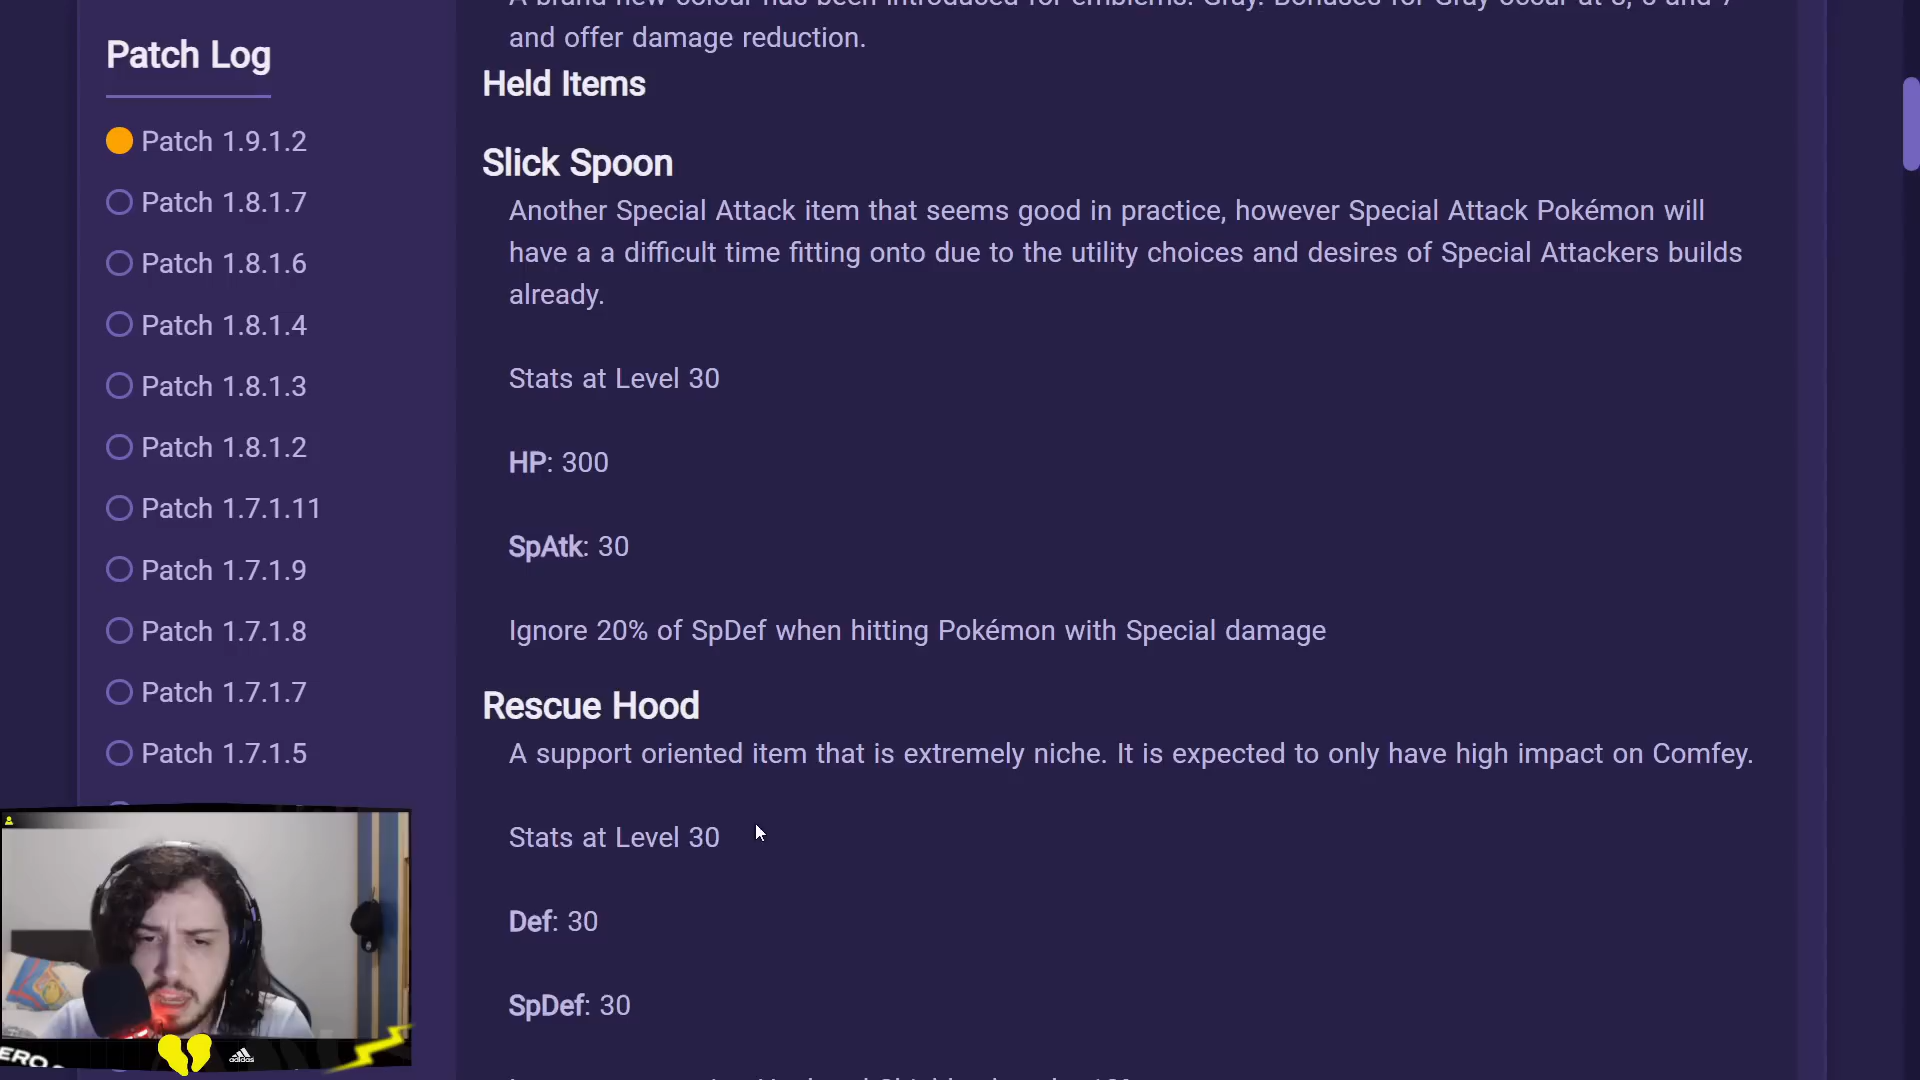 and offer damage reduction.
Patch Log
Patch 1.9.1.2
Patch 1.8.1.7
Patch 1.8.1.6
Patch 1.8.1.4
Patch 1.8.1.3
Patch 1.8.1.2
Patch 1.7.1.11
Patch 1.7.1.9
Patch 1.7.1.8
Patch 1.7.1.7
Patch 1.7.1.5
Held Items
Slick Spoon
Another Special Attack item that seems good in practice, however Special Attack Pokémon will
have a a difficult time fitting onto due to the utility choices and desires of Special Attackers builds
already.
Stats at Level 30
HP: 300
SpAtk: 30
Ignore 20% of SpDef when hitting Pokémon with Special damage
Rescue Hood
A support oriented item that is extremely niche. It is expected to only have high impact on Comfey.
Stats at Level 30
Def: 30
SpDef: 30
adidas